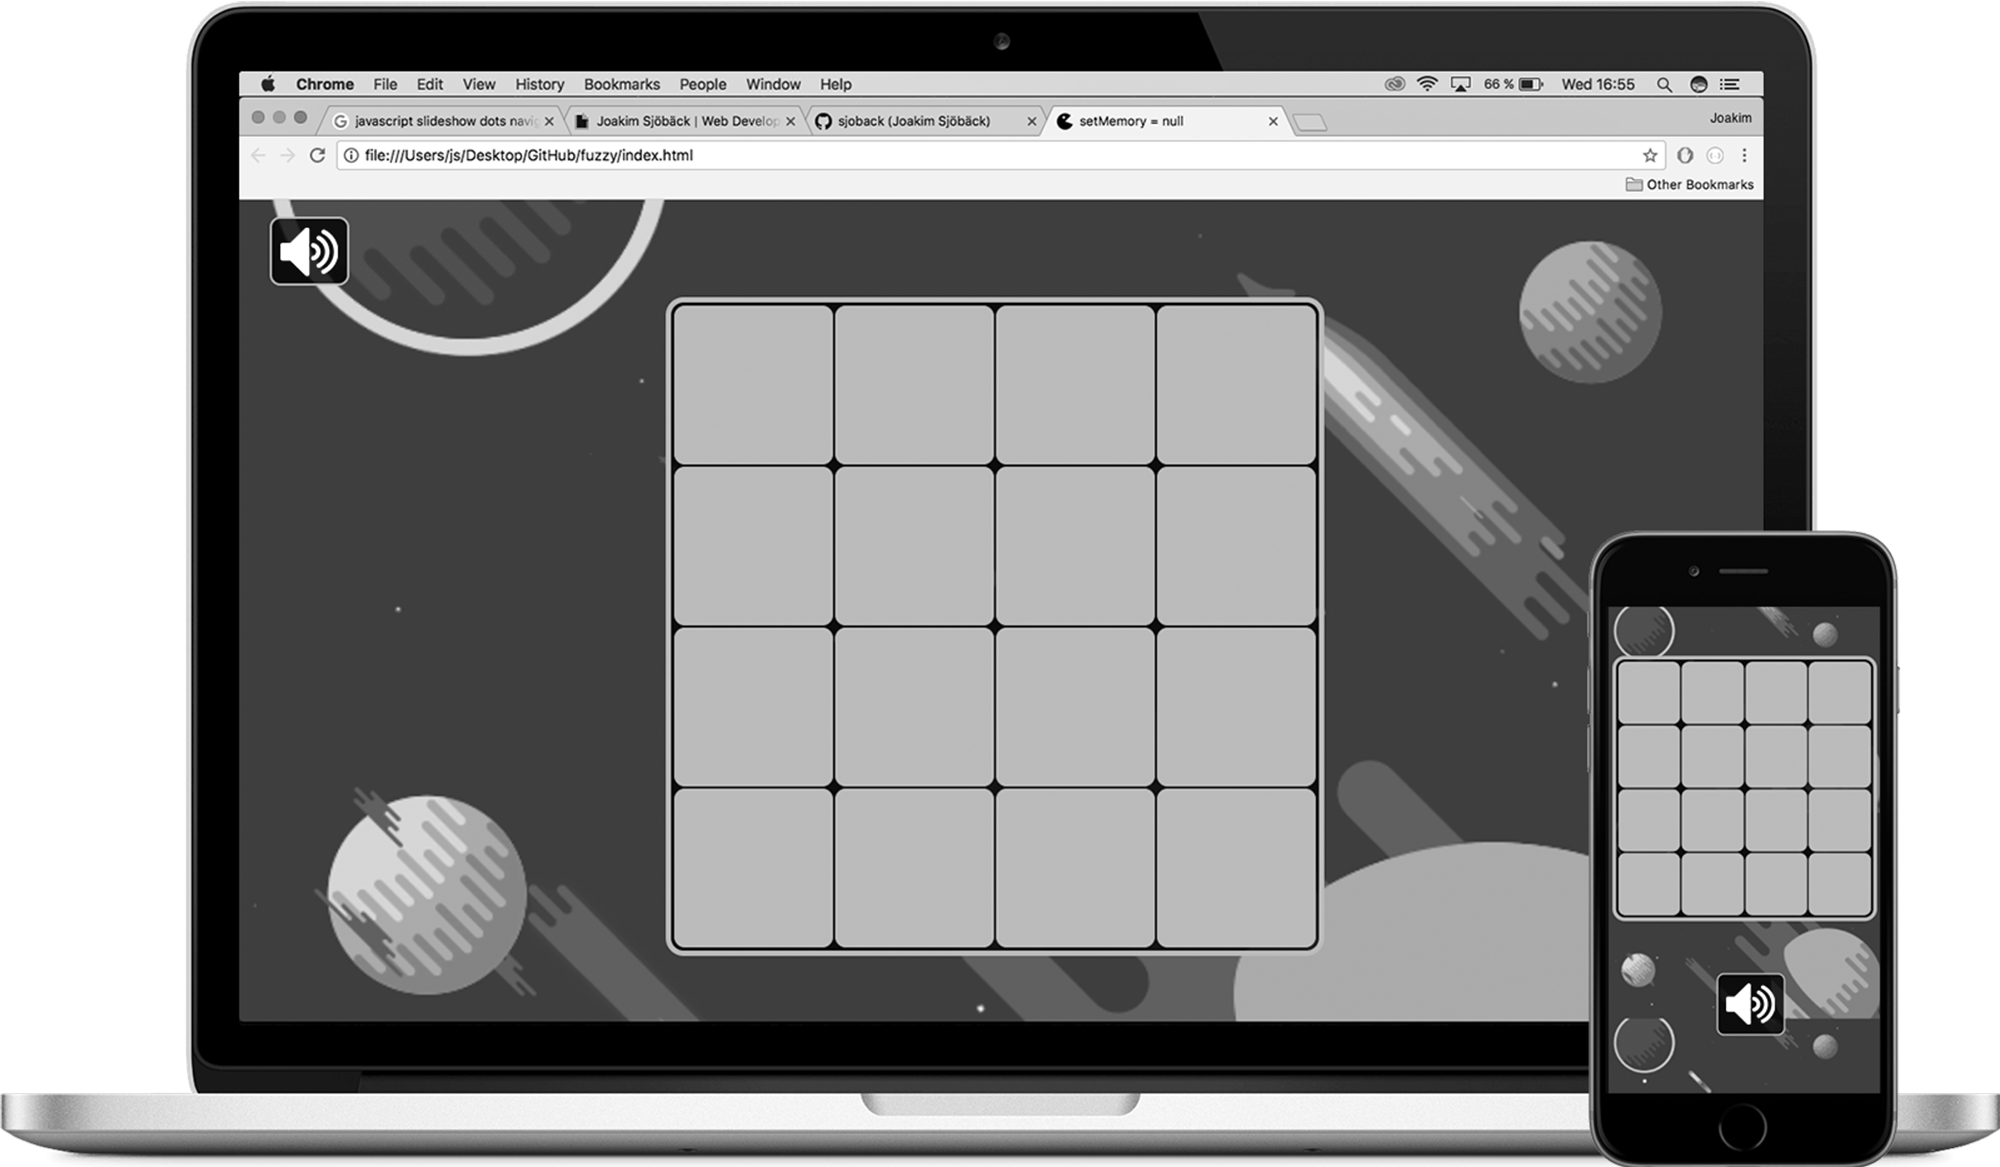 Chrome File Edit View History Bookmarks People Window Help 66 % Wed 16:55
javascript slideshow dots navig Joakim Sjöbäck | Web Develop sjoback (Joakim Sjöbäck) setMemory = null Joakim
file:///Users/js/Desktop/GitHub/fuzzy/index.html
Other Bookmarks